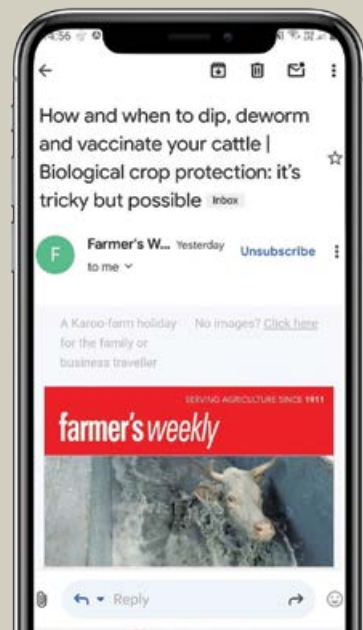 4:56
How and when to dip, deworm
and vaccinate your cattle |
Biological crop protection: it's
tricky but possible Inbox
F
Farmer's W... Yesterday Unsubscribe
to me
A Karoo-farm holiday No images? Click here
for the family or
business traveller
SERVING AGRICULTURE SINCE 1911
farmer's weekly
Reply